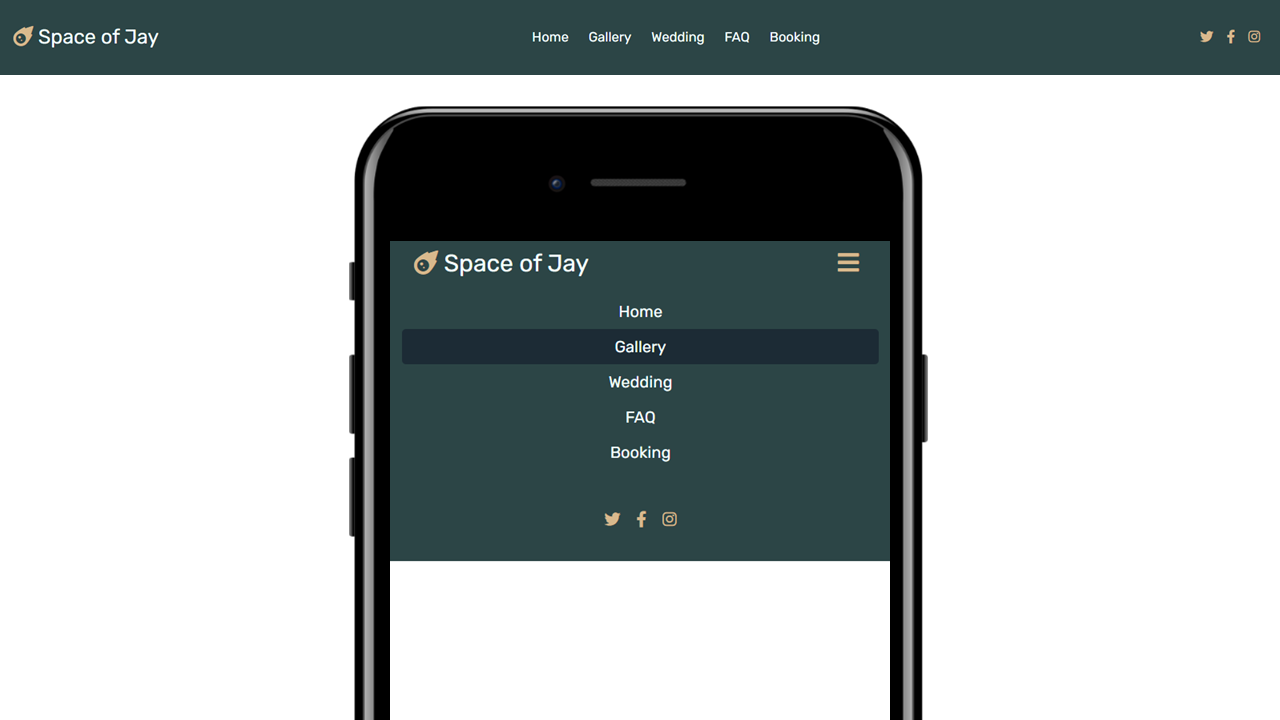 Space of Jay Home Gallery Wedding FAQ Booking
Space of Jay
Home
Gallery
Wedding
FAQ
Booking